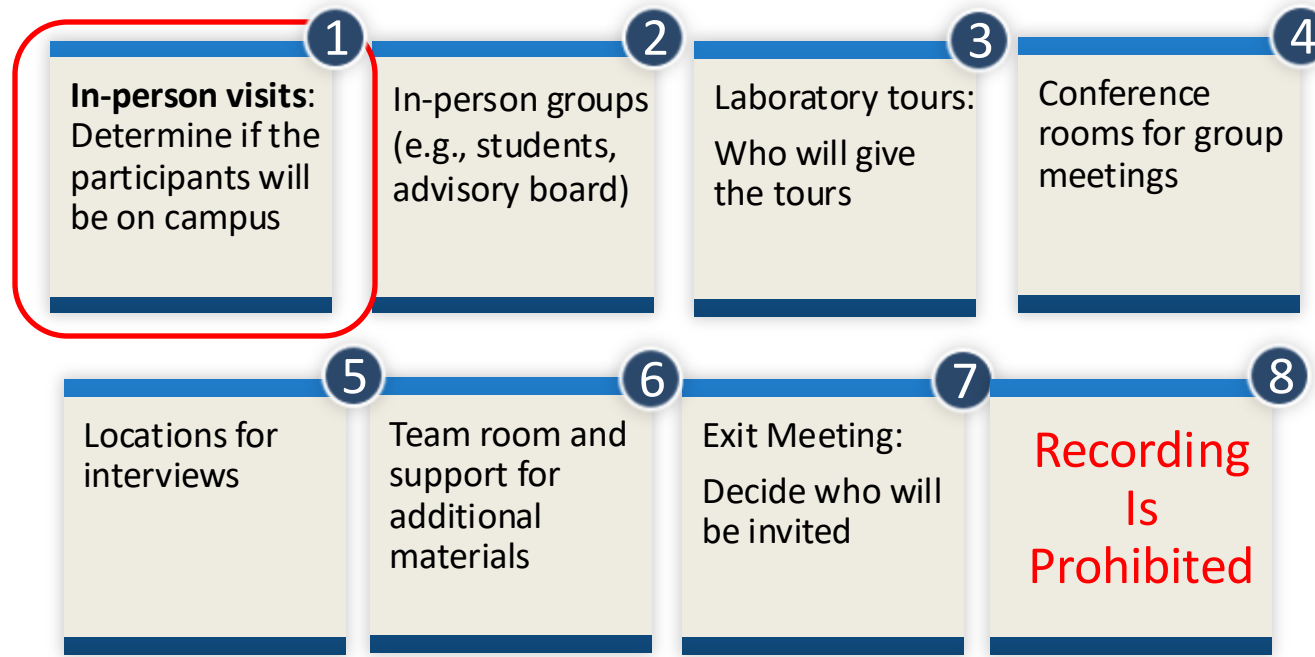 1
In-person visits:
Determine if the
participants will
be on campus
2
In-person groups
(e.g., students,
advisory board)
3
Laboratory tours:
Who will give
the tours
4
Conference
rooms for group
meetings
5
Locations for
interviews
6
Team room and
support for
additional
materials
7
Exit Meeting:
Decide who will
be invited
8
Recording
Is
Prohibited